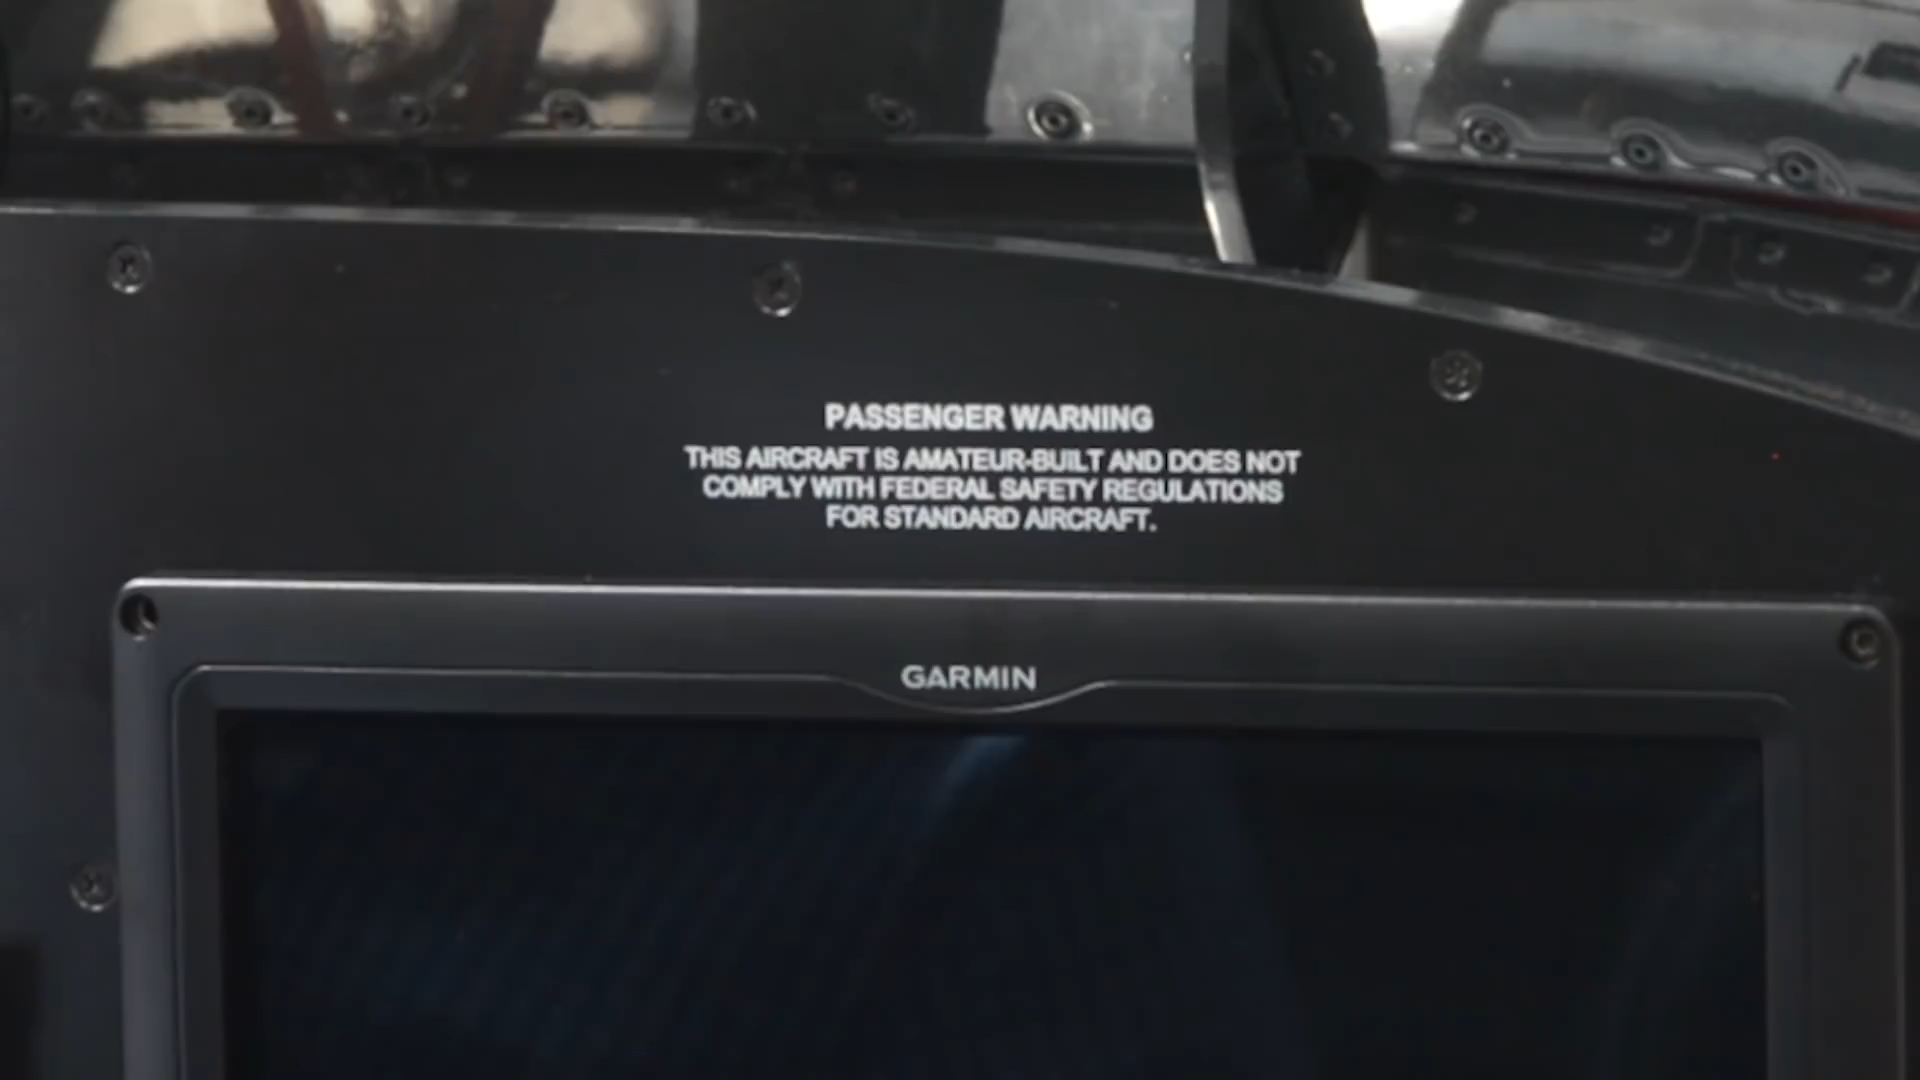 PASSENGER WARNING
THIS AIRCRAFT IS AMATEUR-BUILT AND DOES NOT
COMPLY WITH FEDERAL SAFETY REGULATIONS
FOR STANDARD AIRCRAFT.
GARMIN